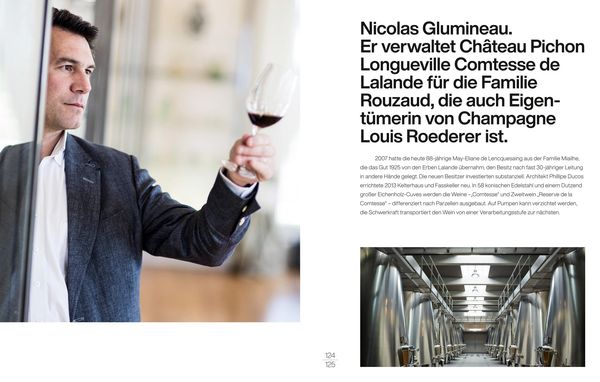 Nicolas Glumineau.
Er verwaltet Château Pichon
Longueville Comtesse de
Lalande für die Familie
Rouzaud, die auch Eigen-
tümerin von Champagne
Louis Roederer ist.
2007 hatte die heute 88-jährige May-Eliane de Lencquesaing aus der Familie Miailhe,
die das Gut 1925 von den Erben Lalande übernahm, den Besitz nach fast 30-jähriger Leitung
in andere Hände gelegt. Die neuen Besitzer investierten substanziell. Architekt Phillipe Ducos
errichtete 2013 Kelterhaus und Fasskeller neu. In 58 konischen Edelstahl und einem Dutzend
großer Eichenholz-Cuves werden die Weine – „Comtesse“ und Zweitwein „Reserve de la
Comtesse“ – differenziert nach Parzellen ausgebaut. Auf Pumpen kann verzichtet werden,
die Schwerkraft transportiert den Wein von einer Verarbeitungsstufe zur nächsten.
124
125